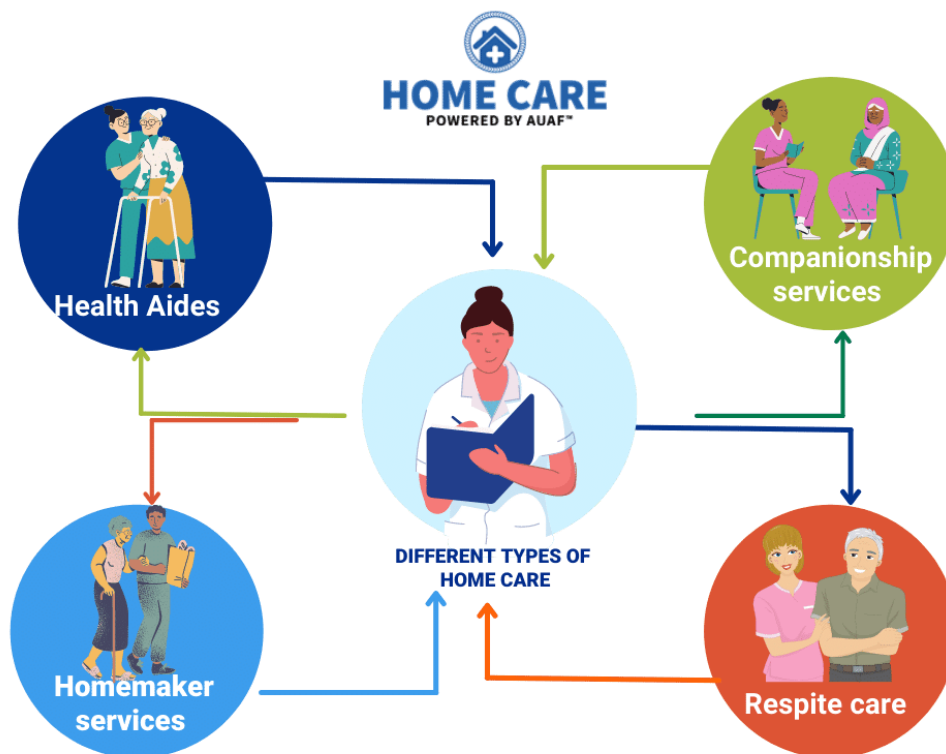 HOME CARE
POWERED BY AUAF™
Health Aides
Companionship
services
DIFFERENT TYPES OF
HOME CARE
Homemaker
services
Respite care